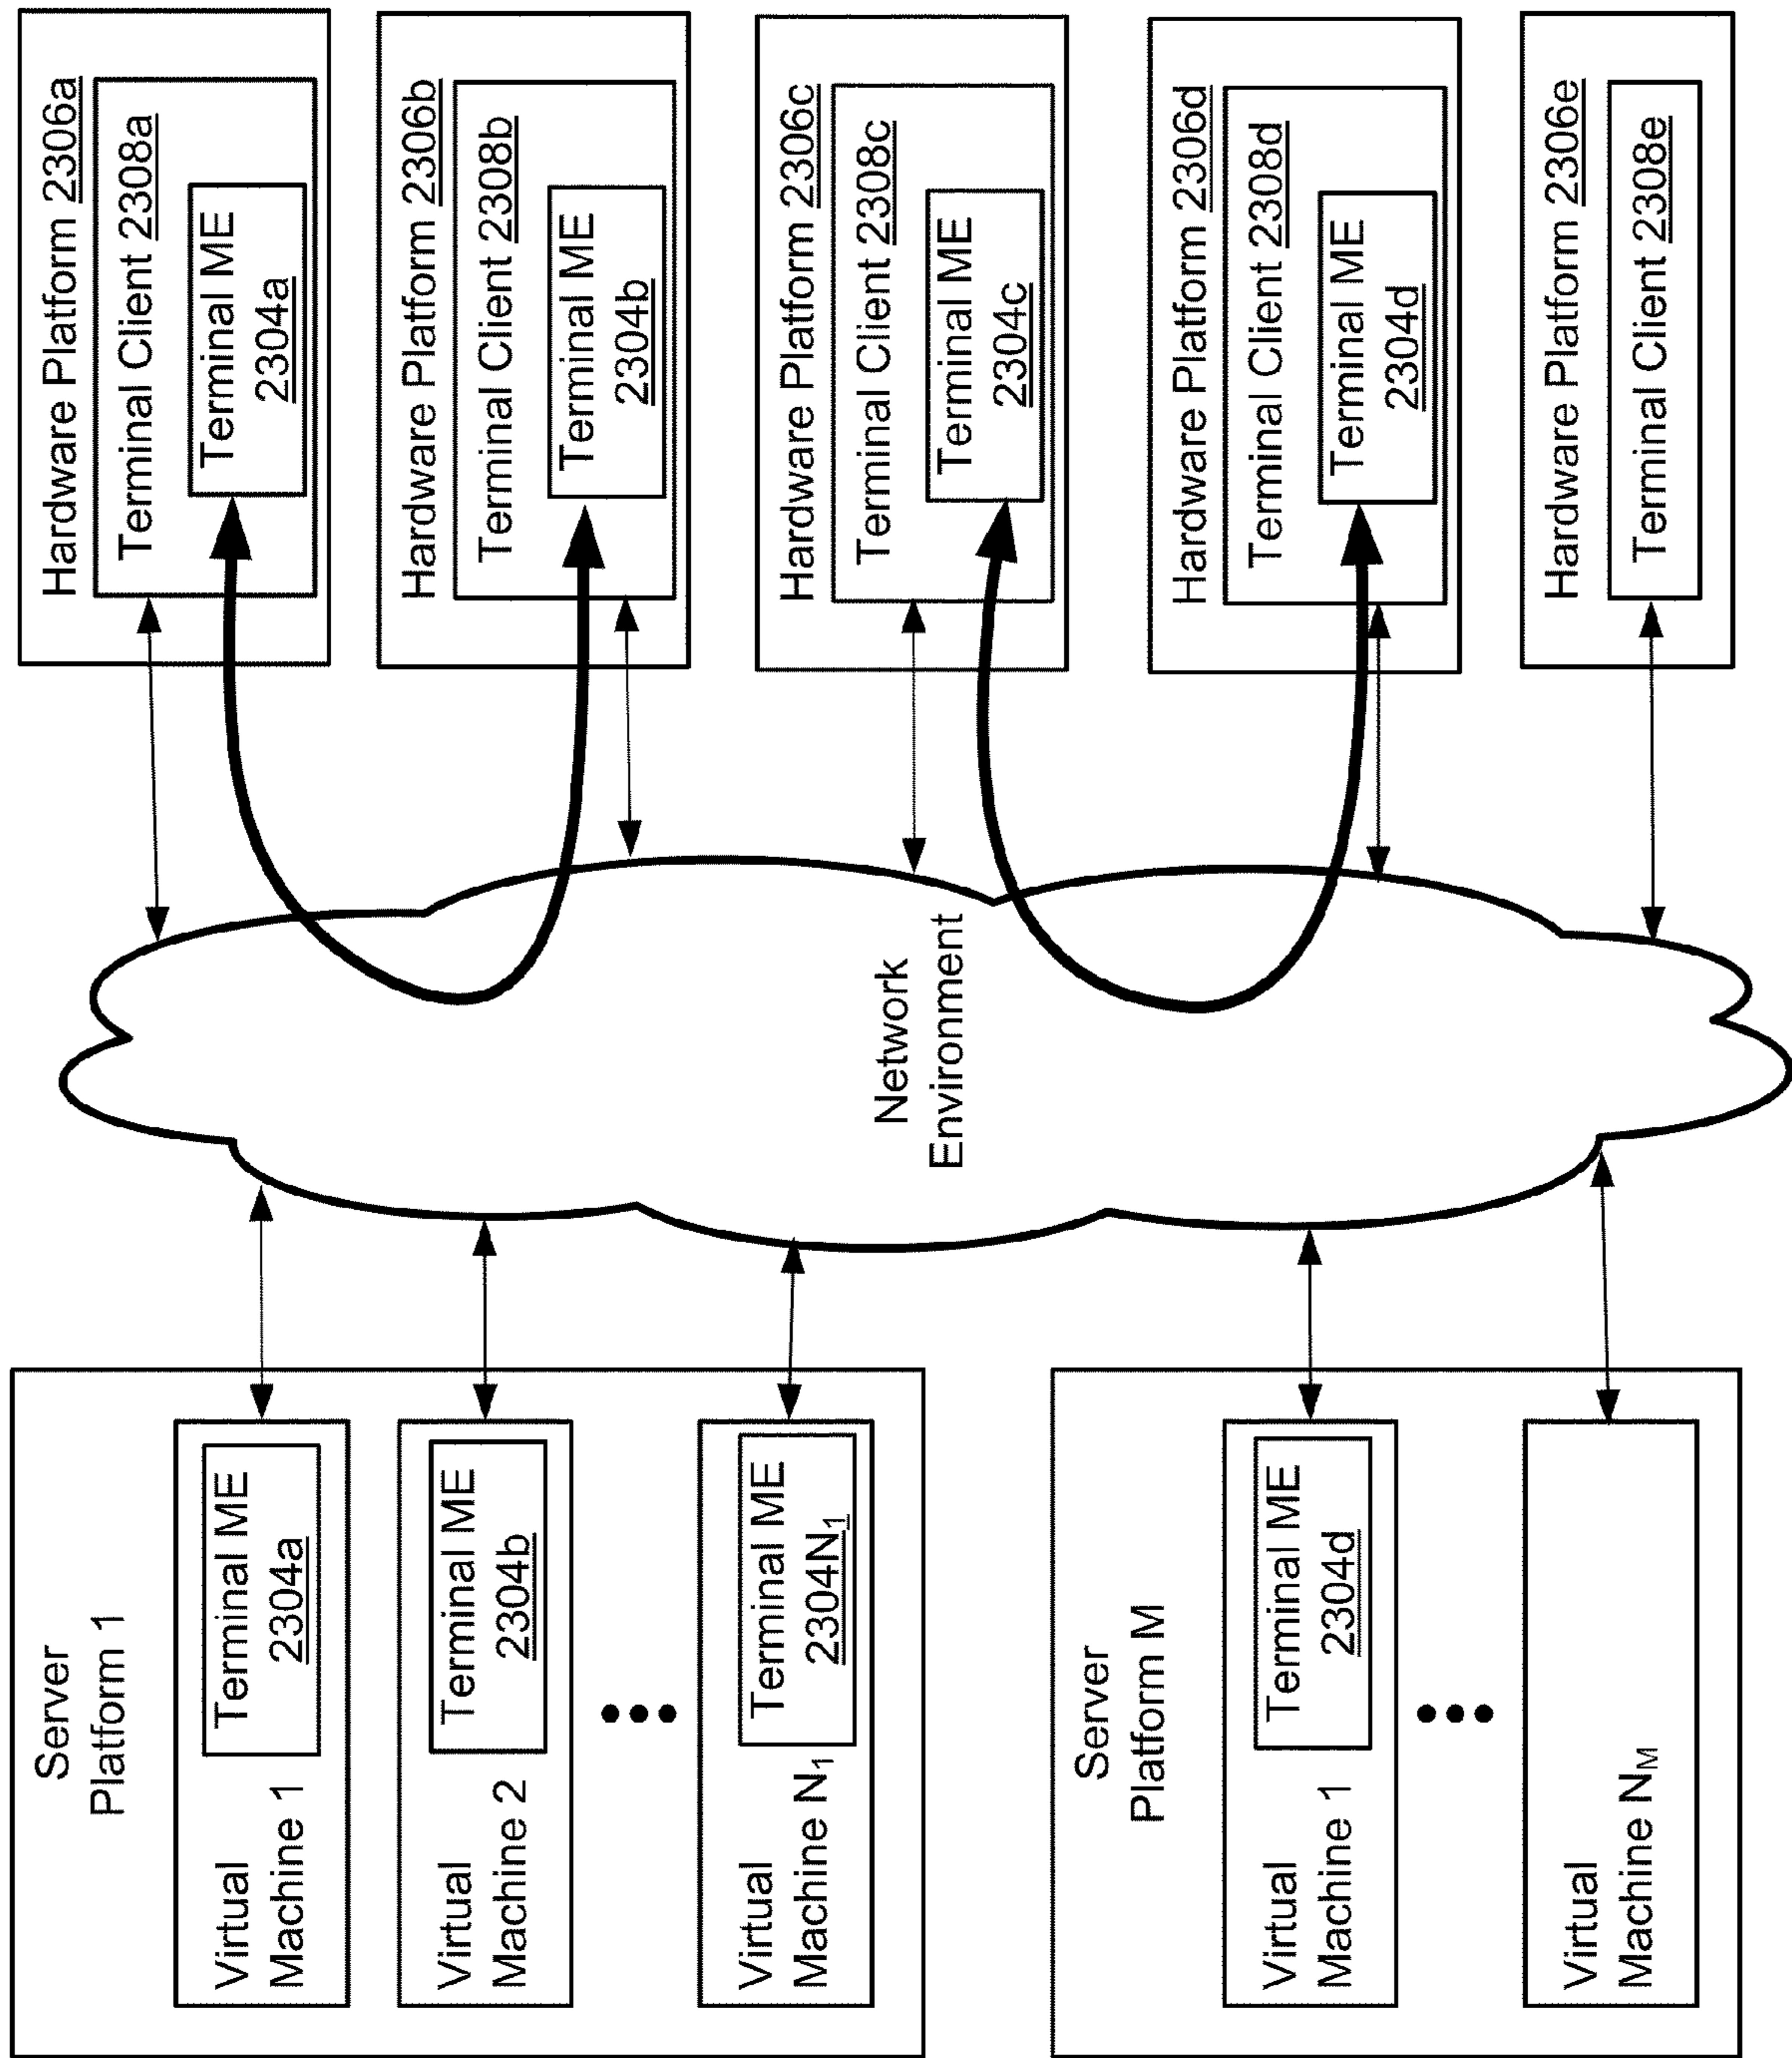 Server
Platform 1
Virtual
Machine 1
Terminal ME
2304a
Virtual
Machine 2
Terminal ME
2304b
Virtual
Machine N₁
Terminal ME
2304N₁
Server
Platform M
Virtual
Machine 1
Terminal ME
2304d
Virtual
Machine Nᴍ
Network
Environment
Hardware Platform 2306a
Terminal Client 2308a
Terminal ME
2304a
Hardware Platform 2306b
Terminal Client 2308b
Terminal ME
2304b
Hardware Platform 2306c
Terminal Client 2308c
Terminal ME
2304c
Hardware Platform 2306d
Terminal Client 2308d
Terminal ME
2304d
Hardware Platform 2306e
Terminal Client 2308e